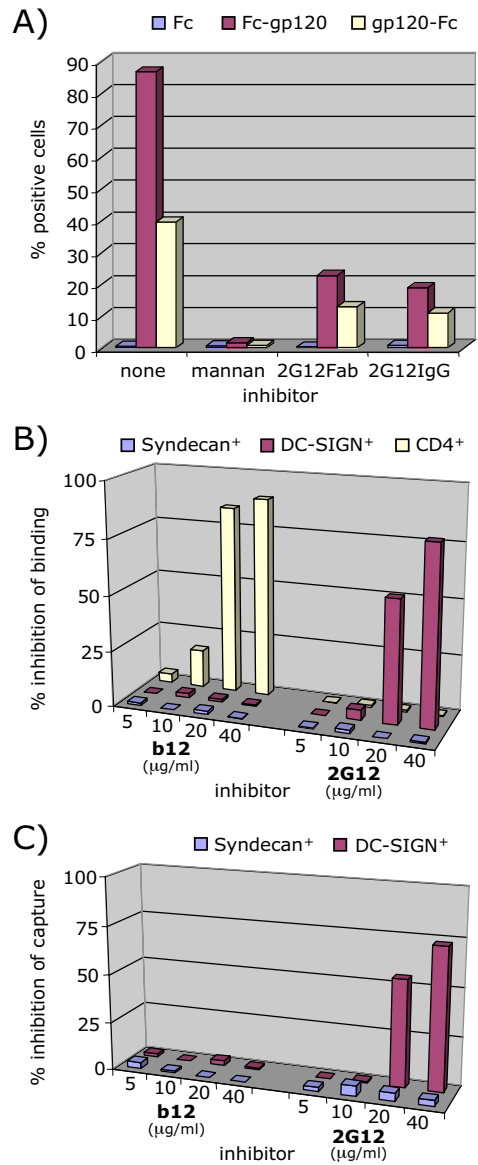 A)
Fc Fc-gp120 gp120-Fc
90
80
70
60
50
40
30
20
10
0
% positive cells
none mannan 2G12Fab 2G12IgG
inhibitor
B)
Syndecan⁺ DC-SIGN⁺ CD4⁺
100
75
50
25
0
% inhibition of binding
5 10 20 40 5 10 20 40
b12 2G12
(μg/ml) (μg/ml)
inhibitor
C)
Syndecan⁺ DC-SIGN⁺
100
75
50
25
0
% inhibition of capture
5 10 20 40 5 10 20 40
b12 2G12
(μg/ml) (μg/ml)
inhibitor